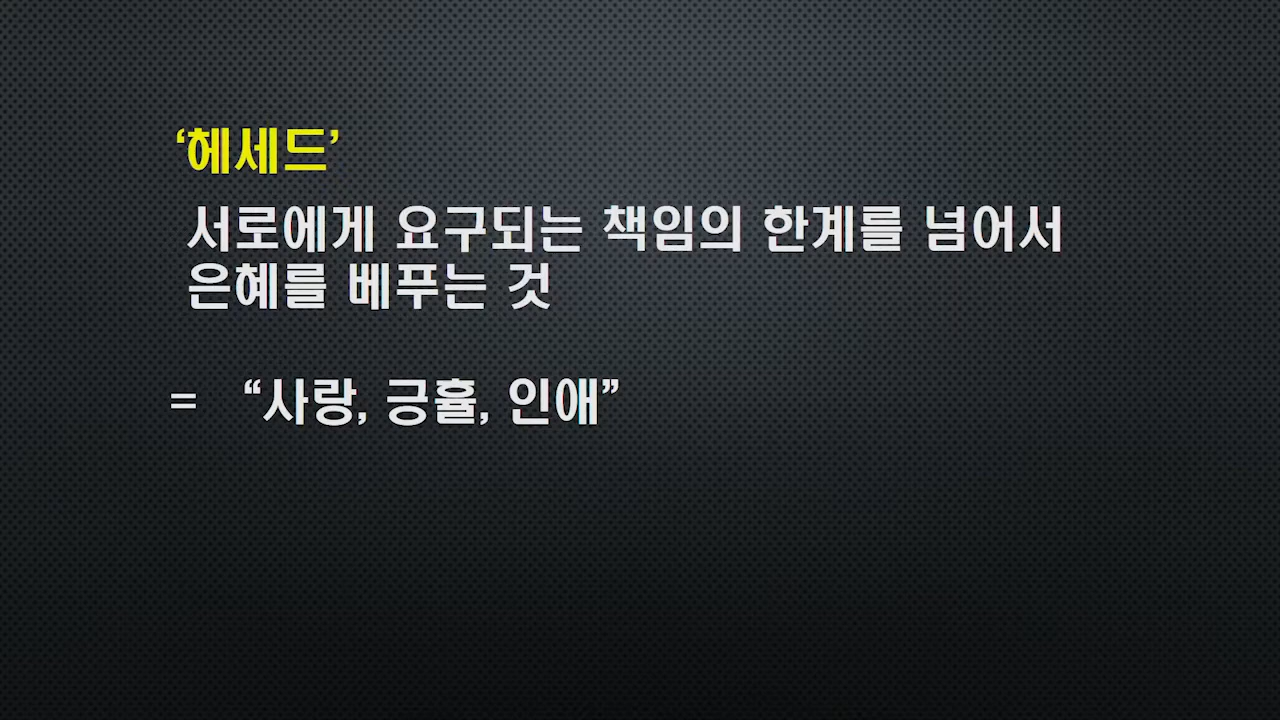 ‘헤세드’
서로에게 요구되는 책임의 한계를 넘어서
은혜를 베푸는 것
= “사랑, 긍휼, 인애”